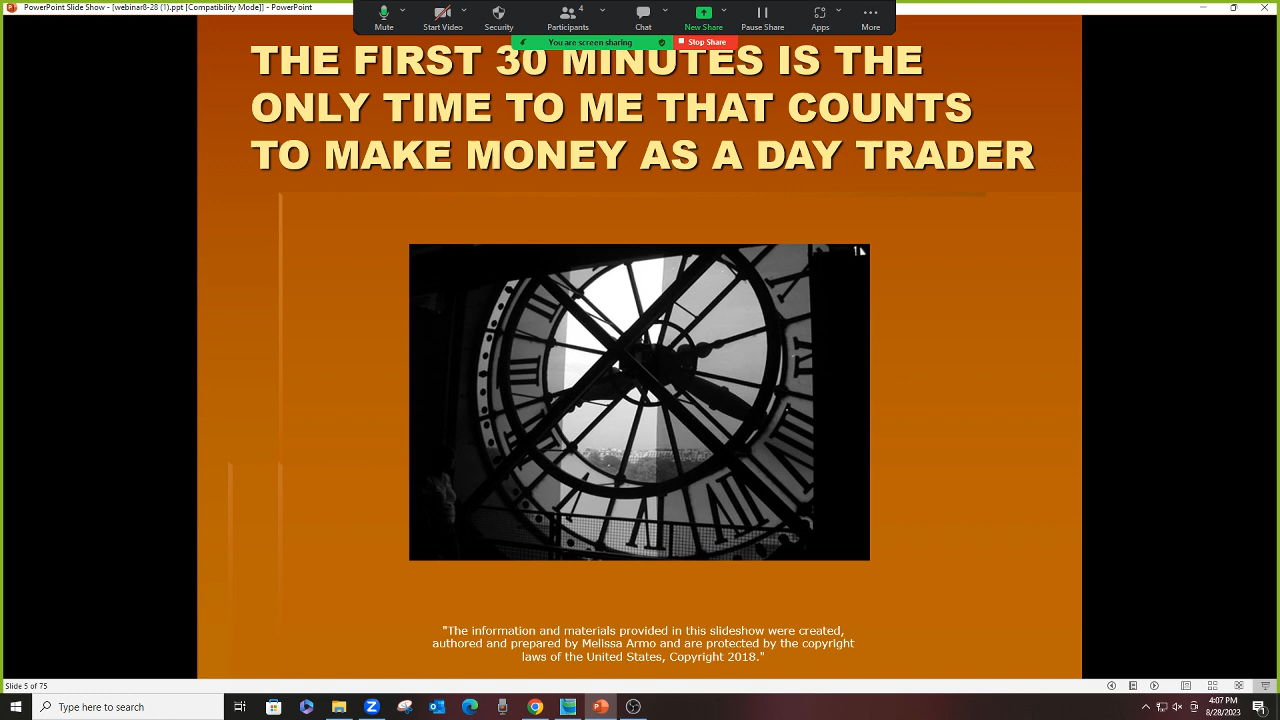 PowerPoint Slide Show - [webinar8-28 (1).ppt [Compatibility Mode]] - PowerPoint
Mute
Start Video
Security
4
Participants
Chat
New Share
Pause Share
Apps
More
You are screen sharing
Stop Share
THE FIRST 30 MINUTES IS THE
ONLY TIME TO ME THAT COUNTS
TO MAKE MONEY AS A DAY TRADER
"The information and materials provided in this slideshow were created,
authored and prepared by Melissa Armo and are protected by the copyright
laws of the United States, Copyright 2018."
Slide 5 of 75
Type here to search
4:07 PM
8/28/2023